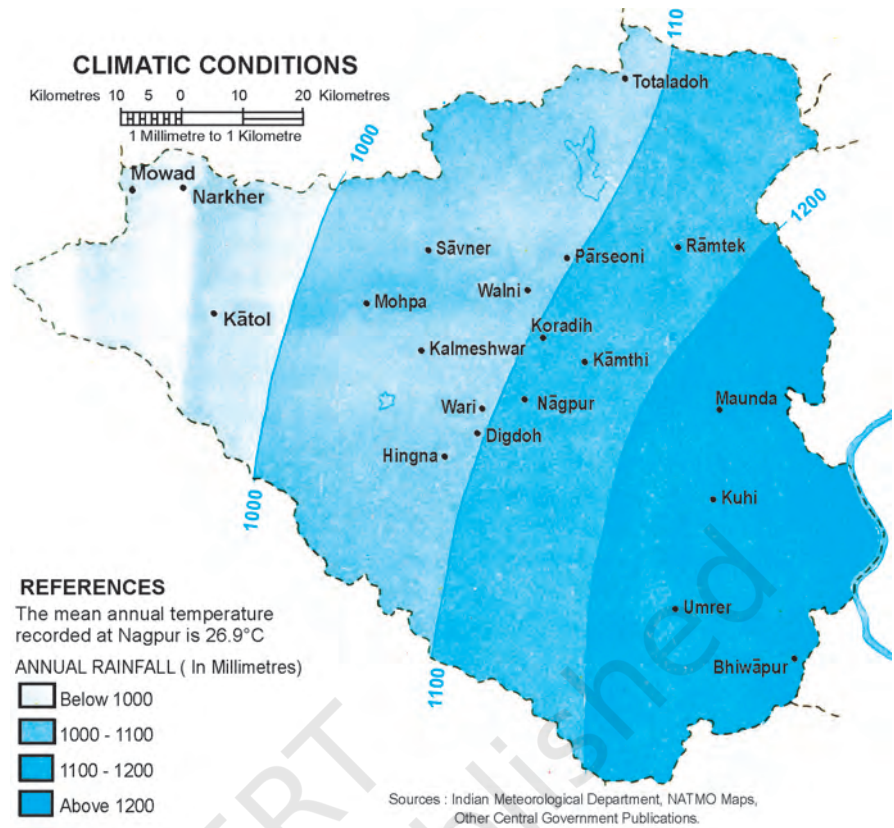 CLIMATIC CONDITIONS
Kilometres 10 5 0 10 20 Kilometres
1 Millimetre to 1 Kilometre
110
Totaladoh
1000
Mowad
Narkher
1200
Sāvner
Pārseoni
Rāmtek
Walni
Mohpa
Kātol
Koradih
Kalmeshwar
Kāmthi
Nāgpur
Wari
Maunda
Digdoh
Hingna
1000
Kuhi
Umrer
Bhiwāpur
1100
REFERENCES
The mean annual temperature
recorded at Nagpur is 26.9°C
ANNUAL RAINFALL ( In Millimetres)
Below 1000
1000 - 1100
1100 - 1200
Above 1200
Sources : Indian Meteorological Department, NATMO Maps,
Other Central Government Publications.